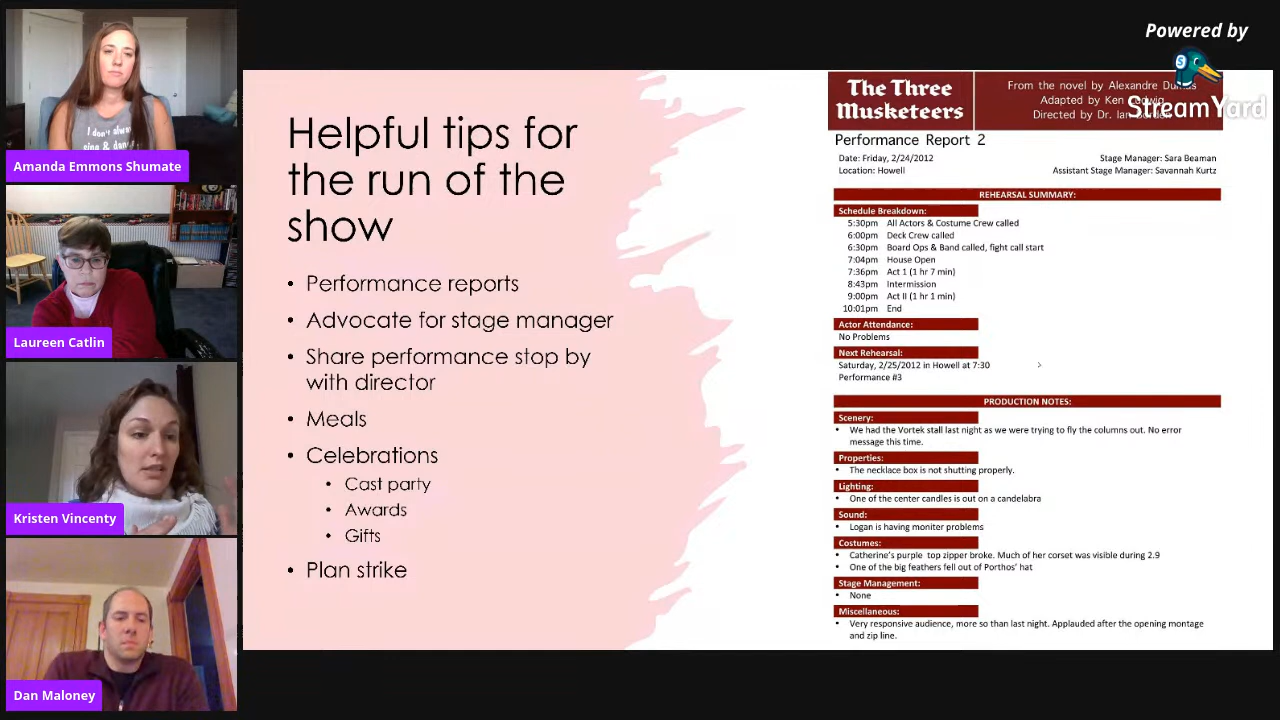 Powered by
StreamYard
I don't always
sing & dance
Amanda Emmons Shumate
Laureen Catlin
Kristen Vincenty
Dan Maloney
Helpful tips for
the run of the
show
• Performance reports
• Advocate for stage manager
• Share performance stop by
with director
• Meals
• Celebrations
• Cast party
• Awards
• Gifts
• Plan strike
The Three
Musketeers
From the novel by Alexandre Dumas
Adapted by Ken Ludwig
Directed by Dr. Ian
Performance Report 2
Date: Friday, 2/24/2012
Stage Manager: Sara Beaman
Location: Howell
Assistant Stage Manager: Savannah Kurtz
REHEARSAL SUMMARY:
Schedule Breakdown:
5:30pm All Actors & Costume Crew called
6:00pm Deck Crew called
6:30pm Board Ops & Band called, fight call start
7:04pm House Open
7:36pm Act 1 (1 hr 7 min)
8:43pm Intermission
9:00pm Act II (1 hr 1 min)
10:01pm End
Actor Attendance:
No Problems
Next Rehearsal:
Saturday, 2/25/2012 in Howell at 7:30
Performance #3
PRODUCTION NOTES:
Scenery:
• We had the Vortek stall last night as we were trying to fly the columns out. No error
message this time.
Properties:
• The necklace box is not shutting properly.
Lighting:
• One of the center candles is out on a candelabra
Sound:
• Logan is having moniter problems
Costumes:
• Catherine's purple top zipper broke. Much of her corset was visible during 2.9
• One of the big feathers fell out of Porthos' hat
Stage Management:
• None
Miscellaneous:
• Very responsive audience, more so than last night. Applauded after the opening montage
and zip line.